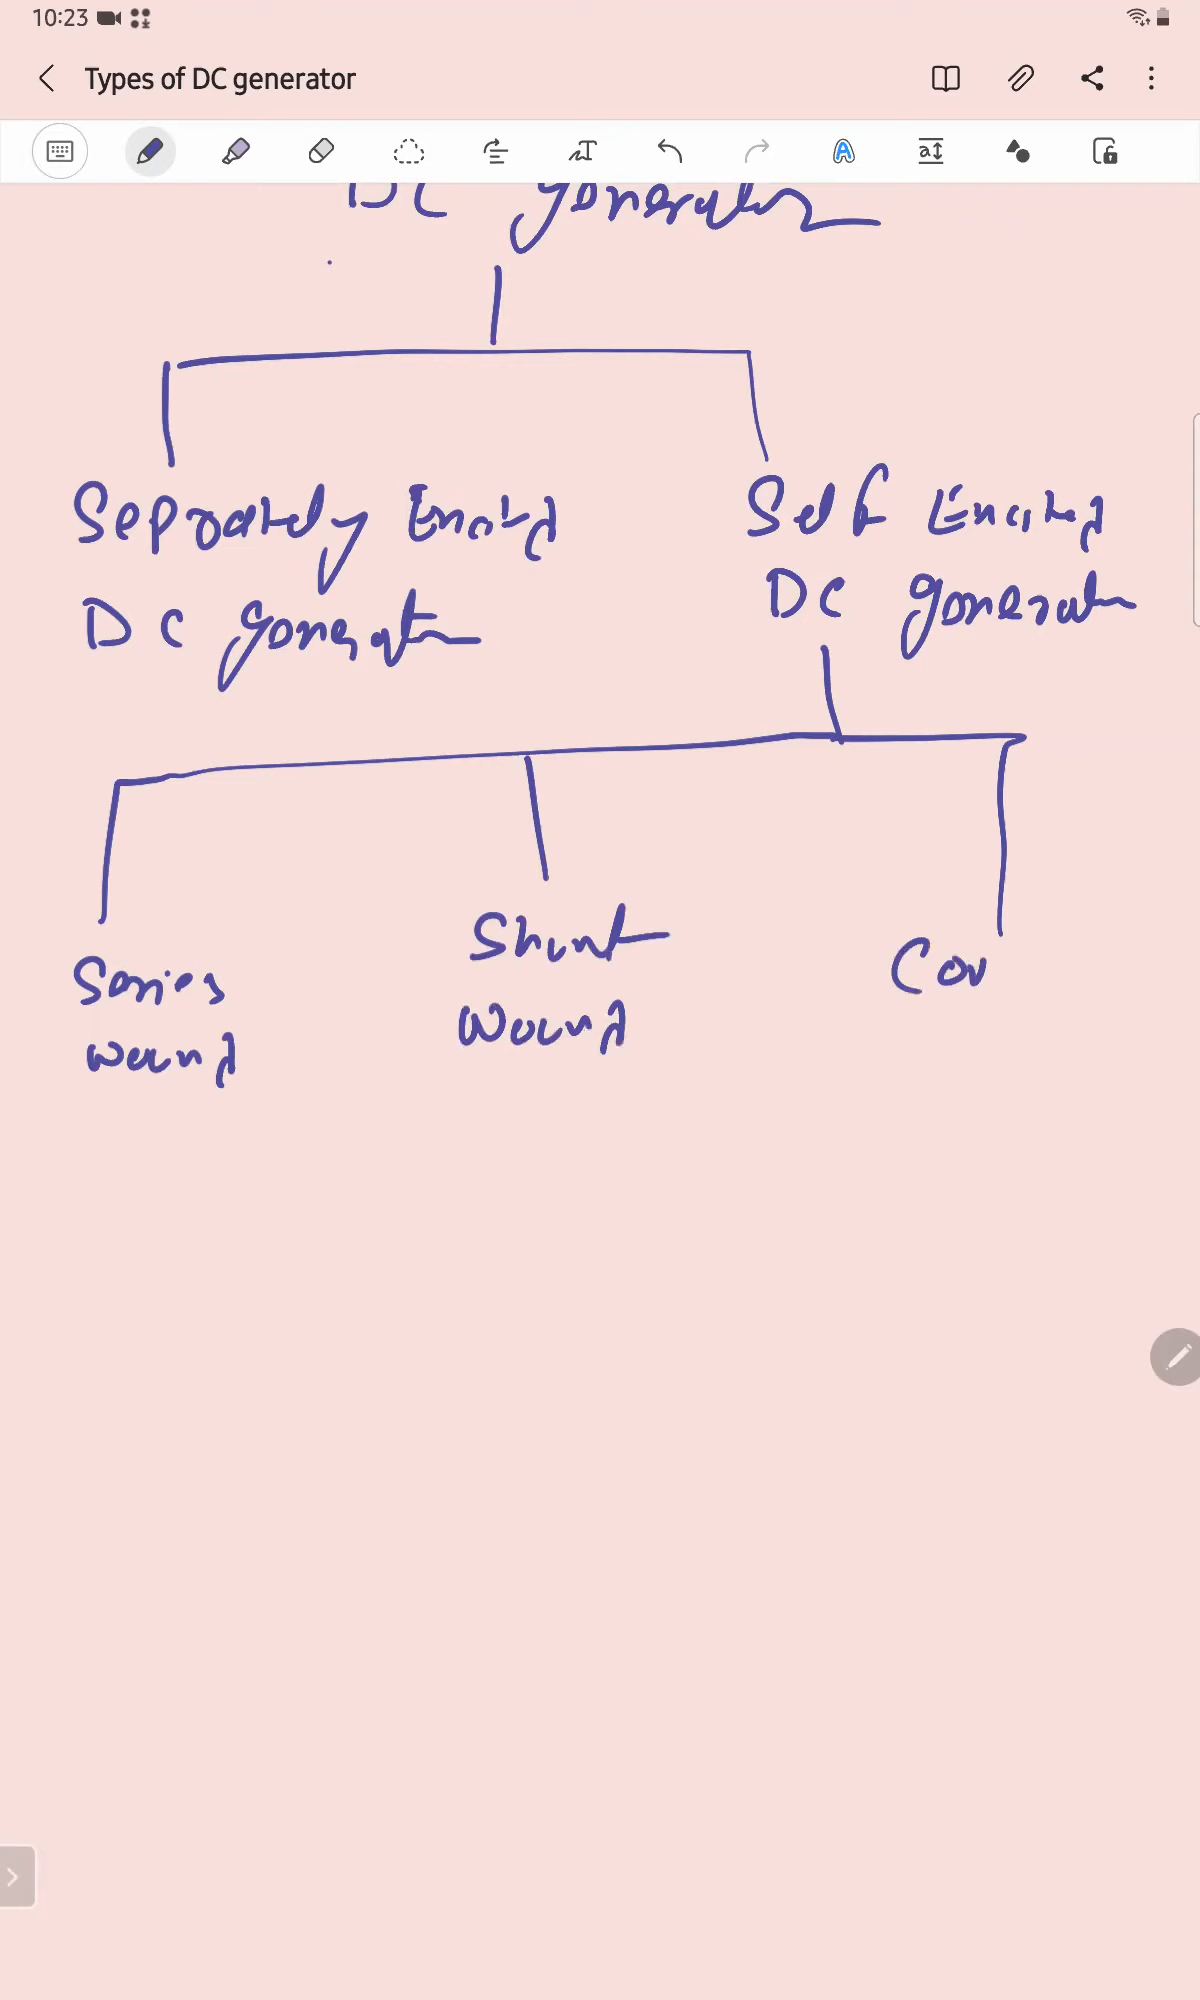 10:23
Types of DC generator
DC generator
Separately Excited
DC generator
Self Excited
DC generator
Series
wound
Shunt
wound
Cov